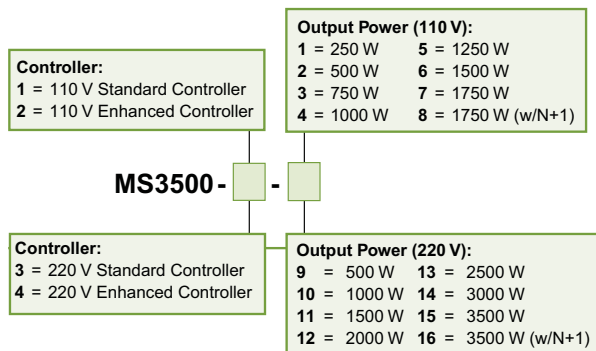 Output Power (110 V):
1 = 250 W 5 = 1250 W
2 = 500 W 6 = 1500 W
3 = 750 W 7 = 1750 W
4 = 1000 W 8 = 1750 W (w/N+1)
Controller:
1 = 110 V Standard Controller
2 = 110 V Enhanced Controller
MS3500 - -
Controller:
3 = 220 V Standard Controller
4 = 220 V Enhanced Controller
Output Power (220 V):
9 = 500 W 13 = 2500 W
10 = 1000 W 14 = 3000 W
11 = 1500 W 15 = 3500 W
12 = 2000 W 16 = 3500 W (w/N+1)